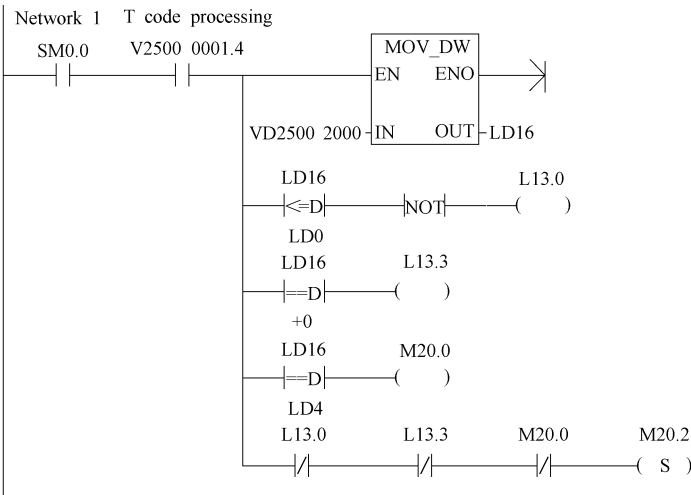 Network 1 T code processing
SM0.0 V2500 0001.4
MOV_DW
EN ENO
VD2500 2000 IN OUT LD16
LD16 L13.0
<=D NOT ( )
LD0
LD16 L13.3
==D ( )
+0
LD16 M20.0
==D ( )
LD4
L13.0 L13.3 M20.0 M20.2
/ / / ( S )